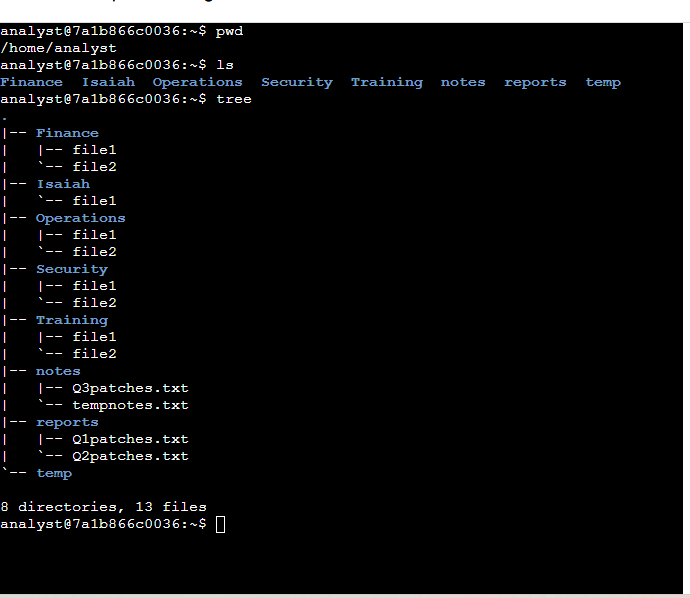 analyst@7a1b866c0036:~$ pwd
/home/analyst
analyst@7a1b866c0036:~$ ls
Finance  Isaiah  Operations  Security  Training  notes  reports  temp
analyst@7a1b866c0036:~$ tree
.
|-- Finance
|   |-- file1
|   `-- file2
|-- Isaiah
|   `-- file1
|-- Operations
|   |-- file1
|   `-- file2
|-- Security
|   |-- file1
|   `-- file2
|-- Training
|   |-- file1
|   `-- file2
|-- notes
|   |-- Q3patches.txt
|   `-- tempnotes.txt
|-- reports
|   |-- Q1patches.txt
|   `-- Q2patches.txt
`-- temp

8 directories, 13 files
analyst@7a1b866c0036:~$